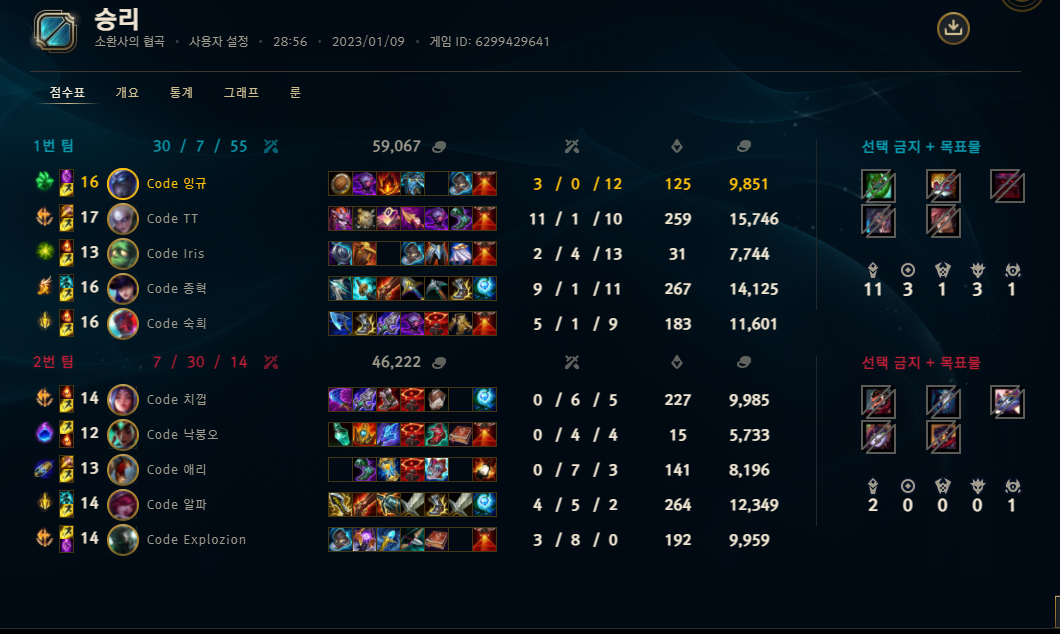 승리
소환사의 협곡 • 사용자 설정 • 28:56 • 2023/01/09 • 게임 ID: 6299429641
점수표 개요 통계 그래프 룬
1번 팀 30 / 7 / 55 59,067 선택 금지 + 목표물
16 Code 잉규 3 / 0 / 12 125 9,851
17 Code TT 11 / 1 / 10 259 15,746
13 Code Iris 2 / 4 / 13 31 7,744
16 Code 종혁 9 / 1 / 11 267 14,125
11 3 1 3 1
16 Code 숙희 5 / 1 / 9 183 11,601
2번 팀 7 / 30 / 14 46,222 선택 금지 + 목표물
14 Code 치껍 0 / 6 / 5 227 9,985
12 Code 낙붕오 0 / 4 / 4 15 5,733
13 Code 애리 0 / 7 / 3 141 8,196
14 Code 알파 4 / 5 / 2 264 12,349
2 0 0 0 1
14 Code Explozion 3 / 8 / 0 192 9,959